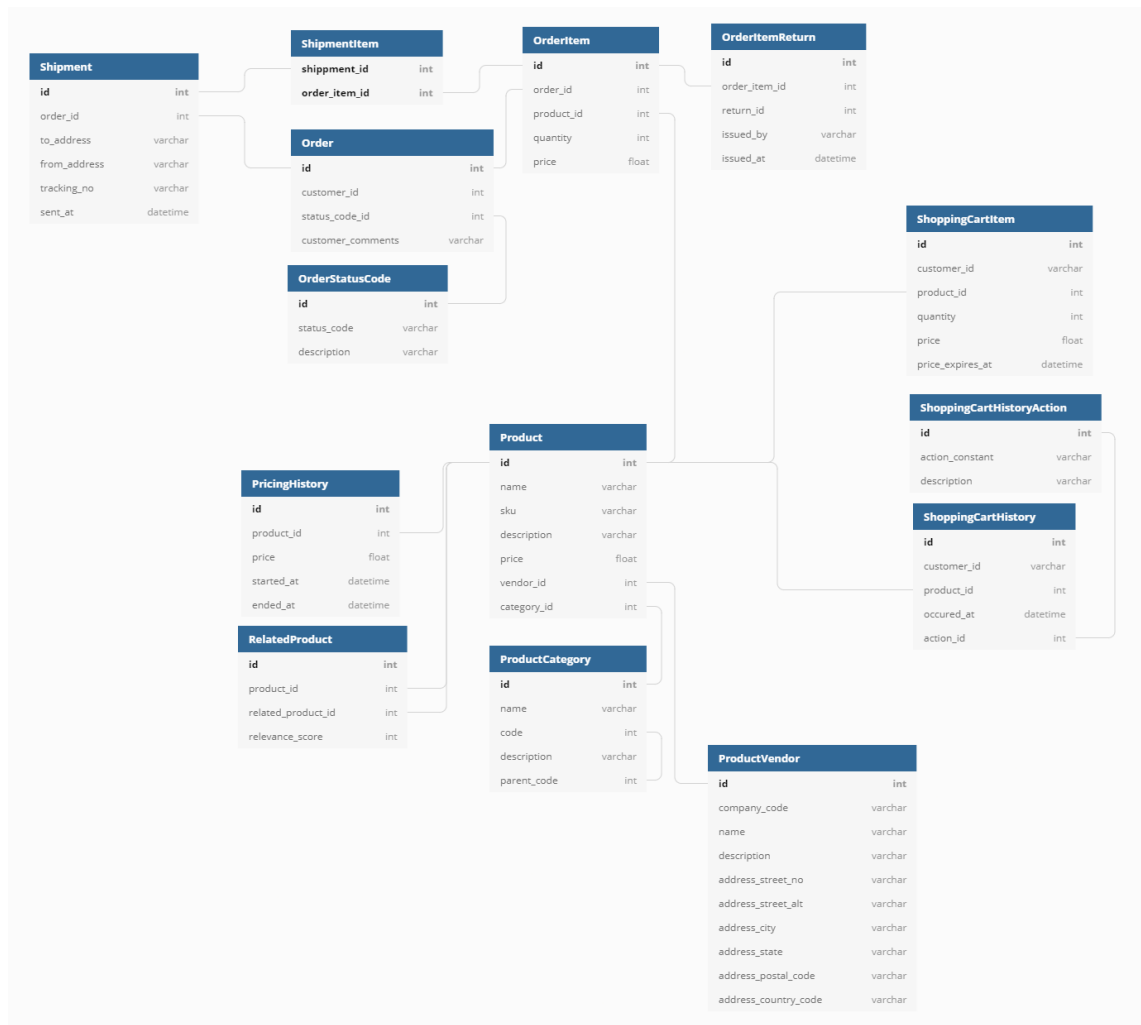 Shipment
id int
order_id int
to_address varchar
from_address varchar
tracking_no varchar
sent_at datetime
ShipmentItem
shippment_id int
order_item_id int
Order
id int
customer_id int
status_code_id int
customer_comments varchar
OrderStatusCode
id int
status_code varchar
description varchar
OrderItem
id int
order_id int
product_id int
quantity int
price float
OrderItemReturn
id int
order_item_id int
return_id int
issued_by varchar
issued_at datetime
ShoppingCartItem
id int
customer_id varchar
product_id int
quantity int
price float
price_expires_at datetime
ShoppingCartHistoryAction
id int
action_constant varchar
description varchar
ShoppingCartHistory
id int
customer_id varchar
product_id int
occured_at datetime
action_id int
Product
id int
name varchar
sku varchar
description varchar
price float
vendor_id int
category_id int
PricingHistory
id int
product_id int
price float
started_at datetime
ended_at datetime
RelatedProduct
id int
product_id int
related_product_id int
relevance_score int
ProductCategory
id int
name varchar
code int
description varchar
parent_code int
ProductVendor
id int
company_code varchar
name varchar
description varchar
address_street_no varchar
address_street_alt varchar
address_city varchar
address_state varchar
address_postal_code varchar
address_country_code varchar